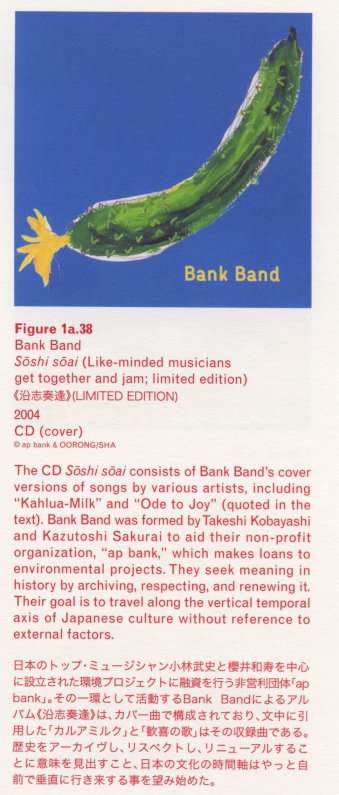 Bank Band
Figure 1a.38
Bank Band
Sōshi sōai (Like-minded musicians
get together and jam; limited edition)
《沿志奏逢》(LIMITED EDITION)
2004
CD (cover)
© ap bank & OORONG/SHA
The CD Sōshi sōai consists of Bank Band's cover
versions of songs by various artists, including
“Kahlua-Milk” and “Ode to Joy” (quoted in the
text). Bank Band was formed by Takeshi Kobayashi
and Kazutoshi Sakurai to aid their non-profit
organization, “ap bank,” which makes loans to
environmental projects. They seek meaning in
history by archiving, respecting, and renewing it.
Their goal is to travel along the vertical temporal
axis of Japanese culture without reference to
external factors.
日本のトップ・ミュージシャン小林武史と櫻井和寿を中心
に設立された環境プロジェクトに融資を行う非営利団体「ap
bank」。その一環として活動するBank Bandによるアル
バム《沿志奏逢》は、カバー曲で構成されており、文中に引
用した「カルアミルク」と「歓喜の歌」はその収録曲である。
歴史をアーカイヴし、リスペクトし、リニューアルするこ
とに意味を見出すこと、日本の文化の時間軸はやっと自
前で垂直に行き来する事を望み始めた。